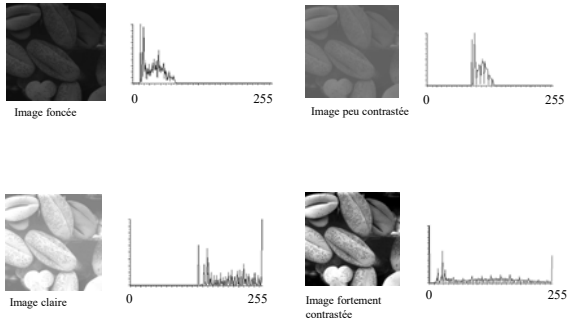 0 255
Image foncée
0 255
Image peu contrastée
0 255
Image claire
0 255
Image fortement
contrastée